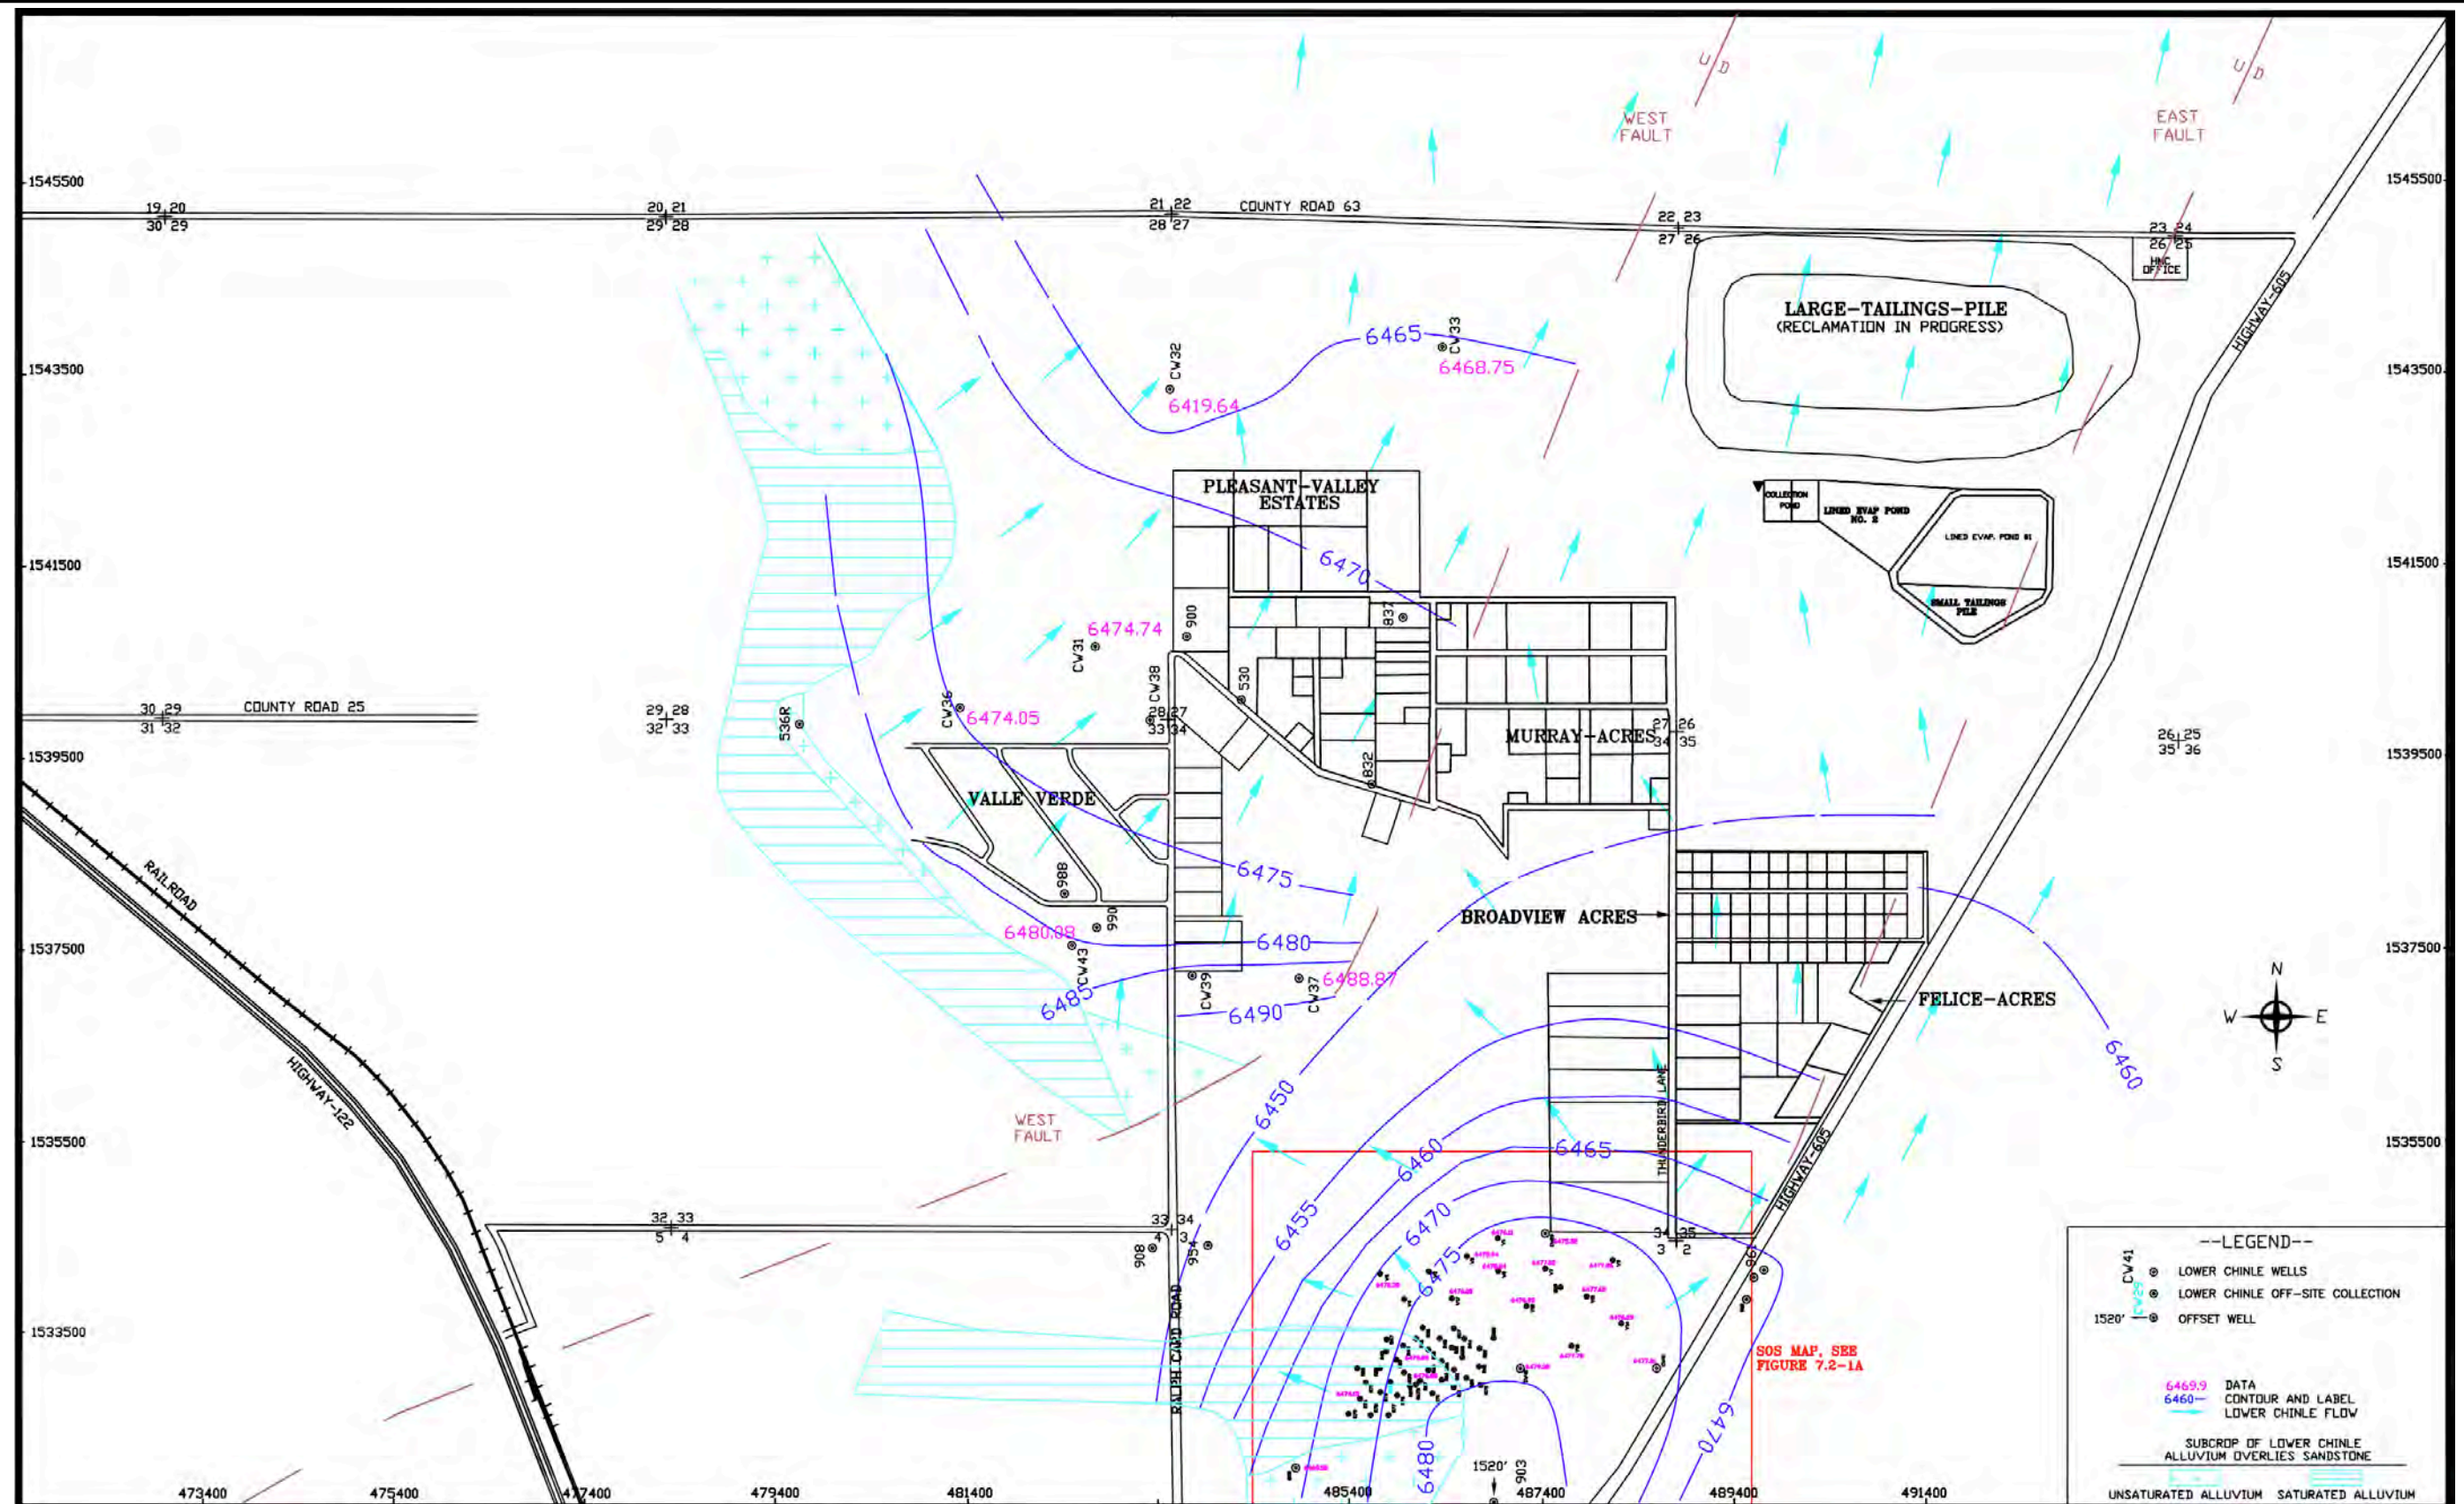 U/D
U/D
WEST
FAULT
EAST
FAULT
1545500
1545500
19 20
30 29
20 21
29 28
21 22
28 27
COUNTY ROAD 63
22 23
27 26
23 24
26 25
HMC
OFFICE
HIGHWAY-605
LARGE-TAILINGS-PILE
(RECLAMATION IN PROGRESS)
6465
CW33
6468.75
CW32
6419.64
1543500
1543500
PLEASANT-VALLEY
ESTATES
COLLECTION
POND
LINED EVAP POND
NO. 2
LINED EVAP. POND #1
SMALL TAILINGS
PILE
1541500
1541500
6470
837
900
6474.74
CW31
CW38
530
CW36
6474.05
536R
30 29
31 32
COUNTY ROAD 25
29 28
32 33
28 27
33 34
MURRAY-ACRES
27 26
34 35
26 25
35 36
1539500
1539500
832
VALLE VERDE
RAILROAD
988
6475
990
BROADVIEW ACRES
6480.08
CW43
6480
1537500
1537500
6485
CW39
CW37
6488.87
6490
FELICE-ACRES
N
W
E
S
6460
HIGHWAY-122
WEST
FAULT
6450
THUNDERBIRD LANE
HIGHWAY-605
1535500
1535500
6460
6465
6455
6470
6475
32 33
5 4
33 34
4 3
34 35
3 2
908
954
RALPH CARD ROAD
1533500
SOS MAP, SEE
FIGURE 7.2-1A
6470
6480
1520'
903
--LEGEND--
CW41
LOWER CHINLE WELLS
CW29
LOWER CHINLE OFF-SITE COLLECTION
1520'
OFFSET WELL
6469.9 DATA
6460 CONTOUR AND LABEL
LOWER CHINLE FLOW
SUBCROP OF LOWER CHINLE
ALLUVIUM OVERLIES SANDSTONE
UNSATURATED ALLUVIUM SATURATED ALLUVIUM
473400
475400
477400
479400
481400
485400
487400
489400
491400